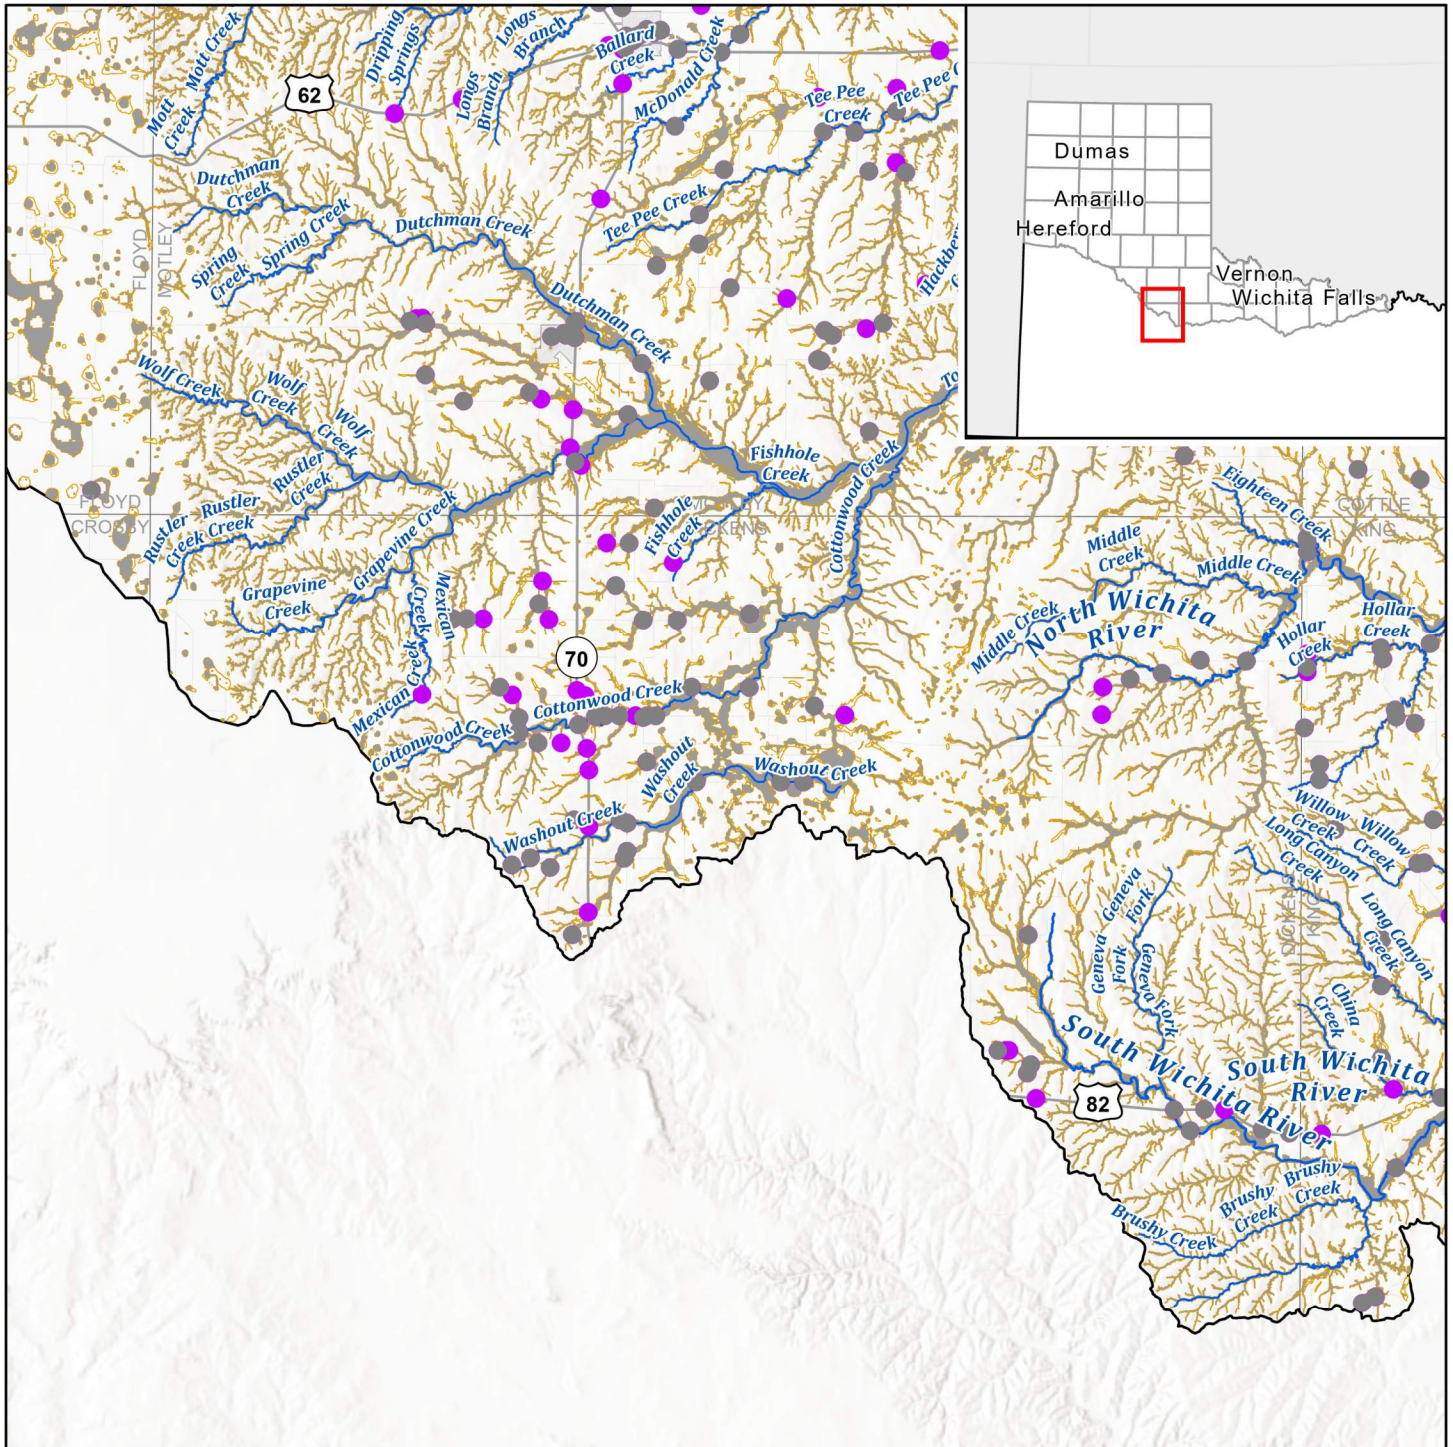 Mott Creek
Mott
Creek
Dripping
Springs
Longs
Branch
Longs
Branch
Ballard
Creek
McDonald Creek
Tee Pee
Creek
Tee Pee C
62
Dumas
Amarillo
Hereford
Vernon
Wichita Falls
Dutchman
Creek
Spring Creek
Spring
Creek
Dutchman Creek
Tee Pee Creek
FLOYD
MOTLEY
Hackber
Dutchman Creek
Wolf Creek
Wolf
Creek
Wolf
Creek
To
Rustler
Creek
Rustler
Creek
Rustler
Creek
Fishhole
Creek
Cottonwood Creek
FLOYD
CROSBY
Fishhole
Creek
Eighteen Creek
COTTLE
KING
Grapevine Creek
Grapevine
Creek
Mexican
Creek
Mexican Creek
Middle
Creek
Middle Creek
Middle Creek
North Wichita
River
Hollar
Creek
Hollar
Creek
70
Cottonwood Creek
Cottonwood Creek
Washout
Creek
Washout Creek
Washout Creek
Willow
Creek
Willow
Creek
Long Canyon
Creek
Long Canyon
Creek
DICKENS
KING
Geneva
Fork
Geneva
Fork
Geneva Fork
China
Creek
South Wichita River
South Wichita
River
82
Brushy
Creek
Brushy
Creek
Brushy Creek